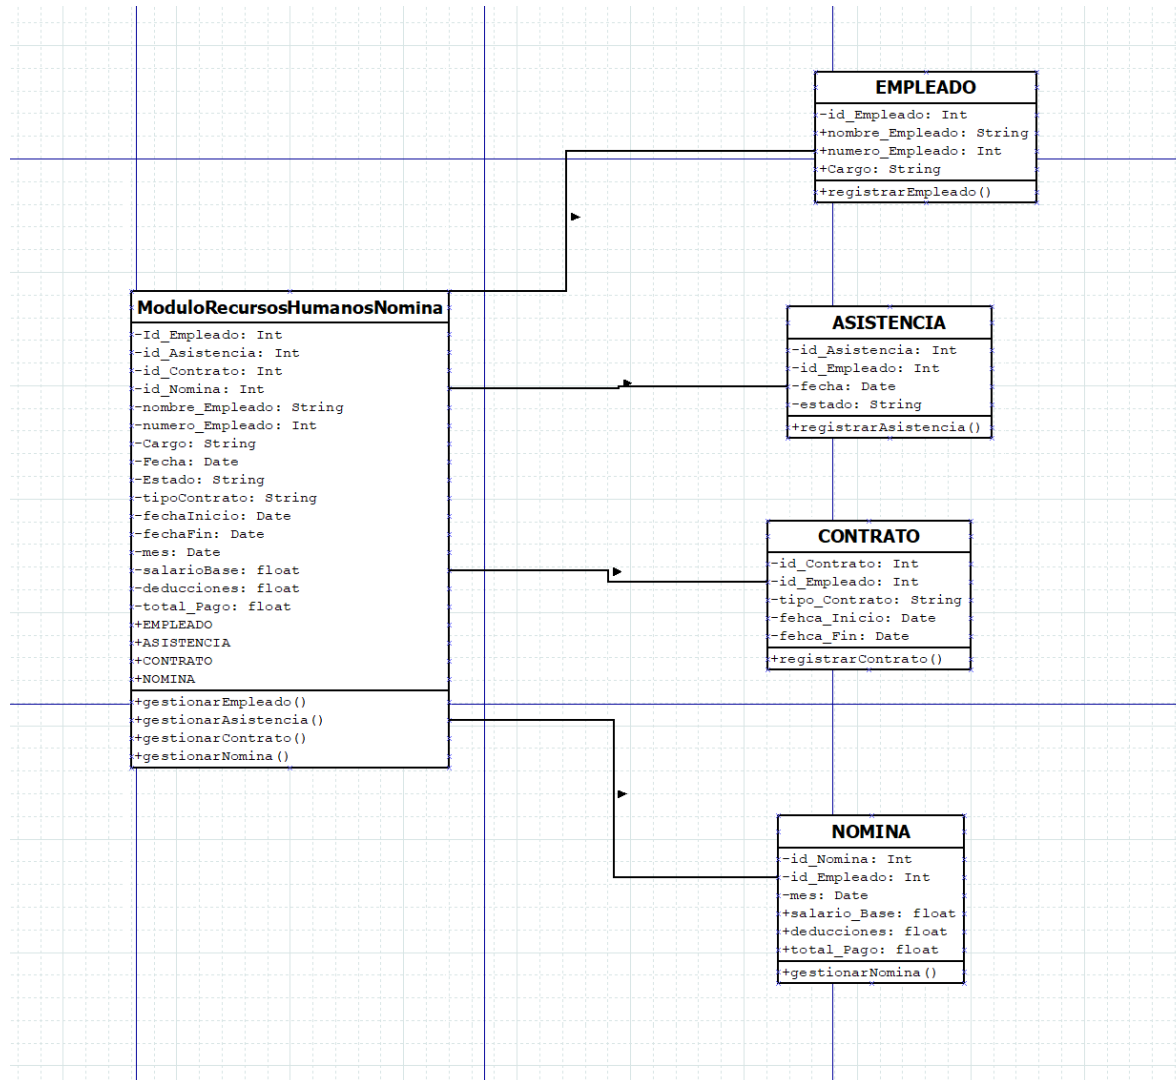 EMPLEADO
-id_Empleado: Int
+nombre_Empleado: String
+numero_Empleado: Int
+Cargo: String
+registrarEmpleado()
ModuloRecursosHumanosNomina
-Id_Empleado: Int
-id_Asistencia: Int
-id_Contrato: Int
-id_Nomina: Int
-nombre_Empleado: String
-numero_Empleado: Int
-Cargo: String
-Fecha: Date
-Estado: String
-tipoContrato: String
-fechaInicio: Date
-fechaFin: Date
-mes: Date
-salarioBase: float
-deducciones: float
-total_Pago: float
+EMPLEADO
+ASISTENCIA
+CONTRATO
+NOMINA
+gestionarEmpleado()
+gestionarAsistencia()
+gestionarContrato()
+gestionarNomina()
ASISTENCIA
-id_Asistencia: Int
-id_Empleado: Int
-fecha: Date
-estado: String
+registrarAsistencia()
CONTRATO
-id_Contrato: Int
-id_Empleado: Int
-tipo_Contrato: String
-fehca_Inicio: Date
-fehca_Fin: Date
+registrarContrato()
NOMINA
-id_Nomina: Int
-id_Empleado: Int
-mes: Date
+salario_Base: float
+deducciones: float
+total_Pago: float
+gestionarNomina()